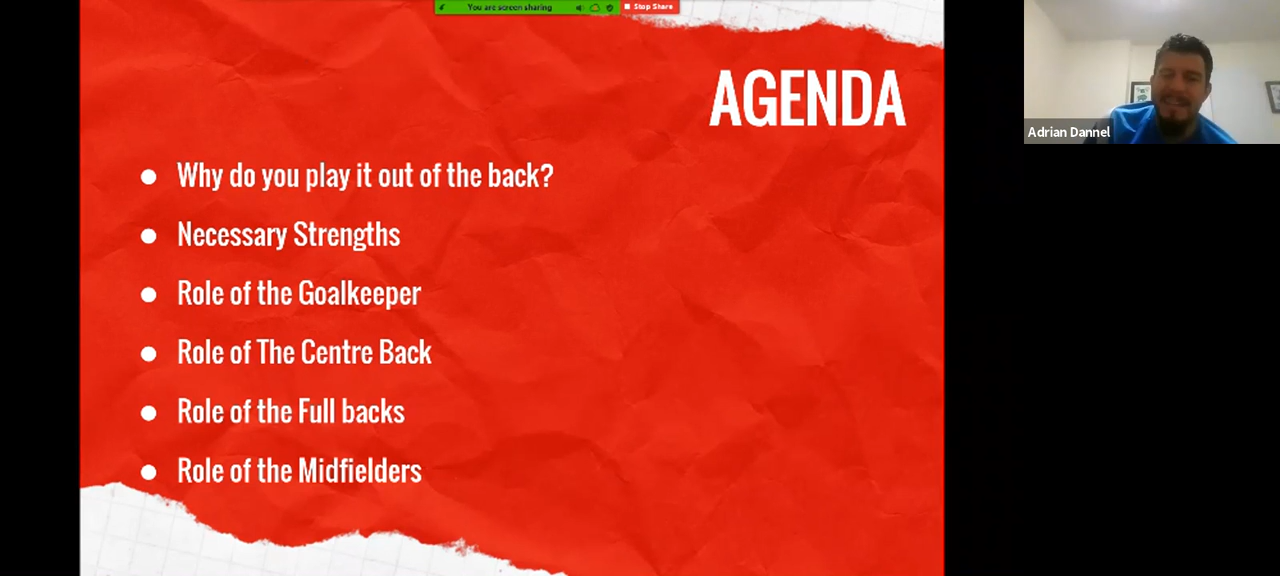 You are screen sharing
Stop Share
AGENDA
Adrian Dannel
● Why do you play it out of the back?
● Necessary Strengths
● Role of the Goalkeeper
● Role of The Centre Back
● Role of the Full backs
● Role of the Midfielders